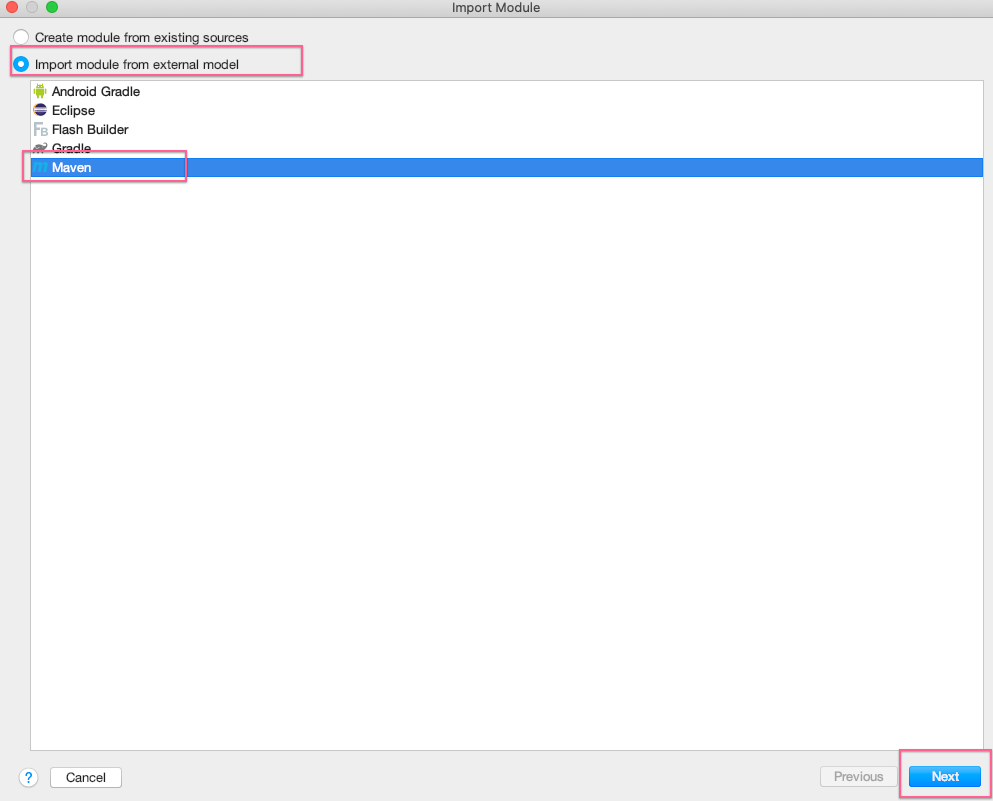 Import Module
Create module from existing sources
Import module from external model
Android Gradle
Eclipse
FB Flash Builder
Gradle
m Maven
? Cancel Previous Next